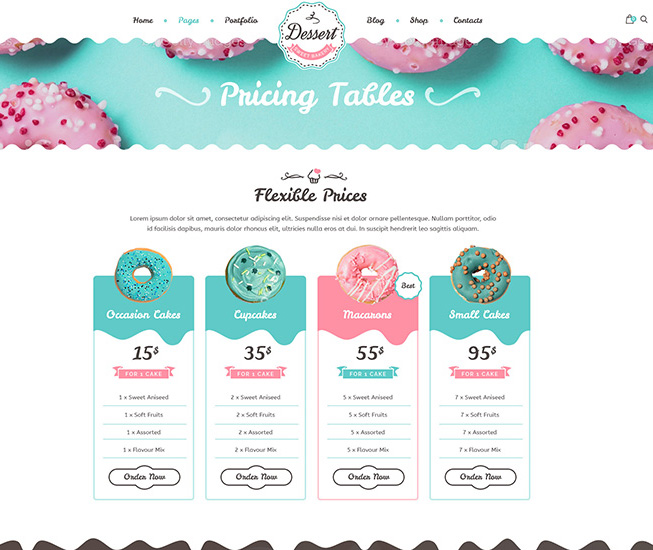 Home Pages Portfolio
Dessert
SWEET BAKERY
Blog Shop Contacts
Pricing Tables
Flexible Prices
Lorem ipsum dolor sit amet, consectetur adipiscing elit. Suspendisse nisi et dolor ornare pellentesque. Nullam porttitor, odio
id facilisis dapibus, mauris dolor rhoncus elit, ultricies nulla eros at dui. In suscipit hendrerit leo sagittis aliquam.
Occasion Cakes
15$
FOR 1 CAKE
1 x Sweet Aniseed
1 x Soft Fruits
1 x Assorted
1 x Flavour Mix
Order Now
Cupcakes
35$
FOR 1 CAKE
2 x Sweet Aniseed
2 x Soft Fruits
2 x Assorted
2 x Flavour Mix
Order Now
Best
Macarons
55$
FOR 1 CAKE
5 x Sweet Aniseed
5 x Soft Fruits
5 x Assorted
5 x Flavour Mix
Order Now
Small Cakes
95$
FOR 1 CAKE
7 x Sweet Aniseed
7 x Soft Fruits
7 x Assorted
7 x Flavour Mix
Order Now